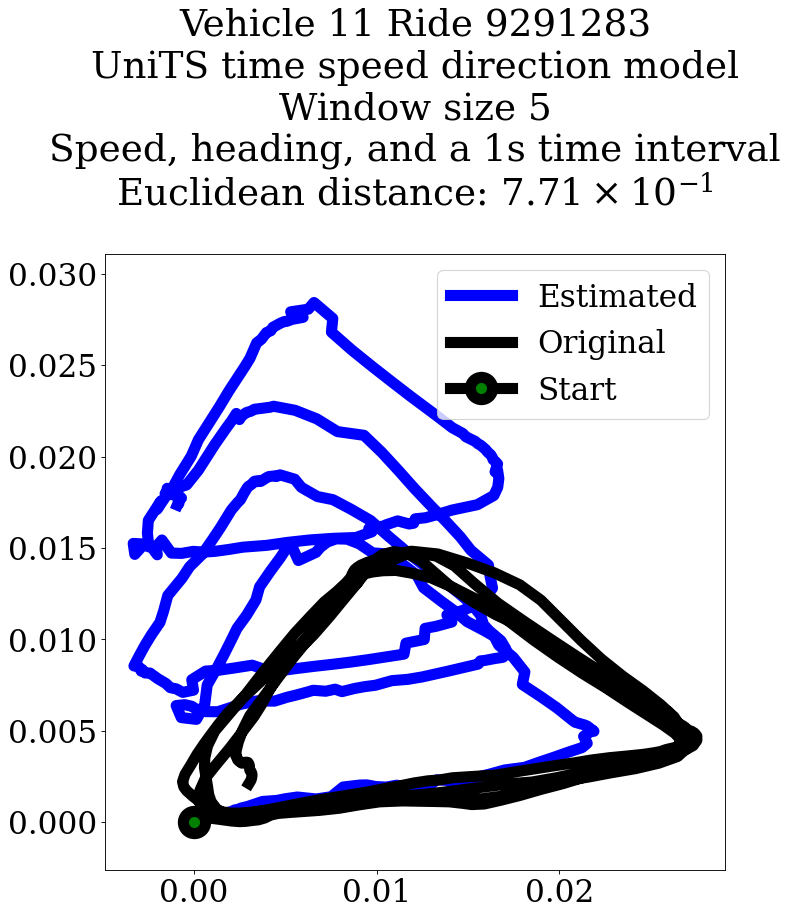 Vehicle 11 Ride 9291283
UniTS time speed direction model
Window size 5
Speed, heading, and a 1s time interval
Euclidean distance: 7.71 × 10⁻¹
0.030
0.025
0.020
0.015
0.010
0.005
0.000
Estimated
Original
Start
0.00 0.01 0.02